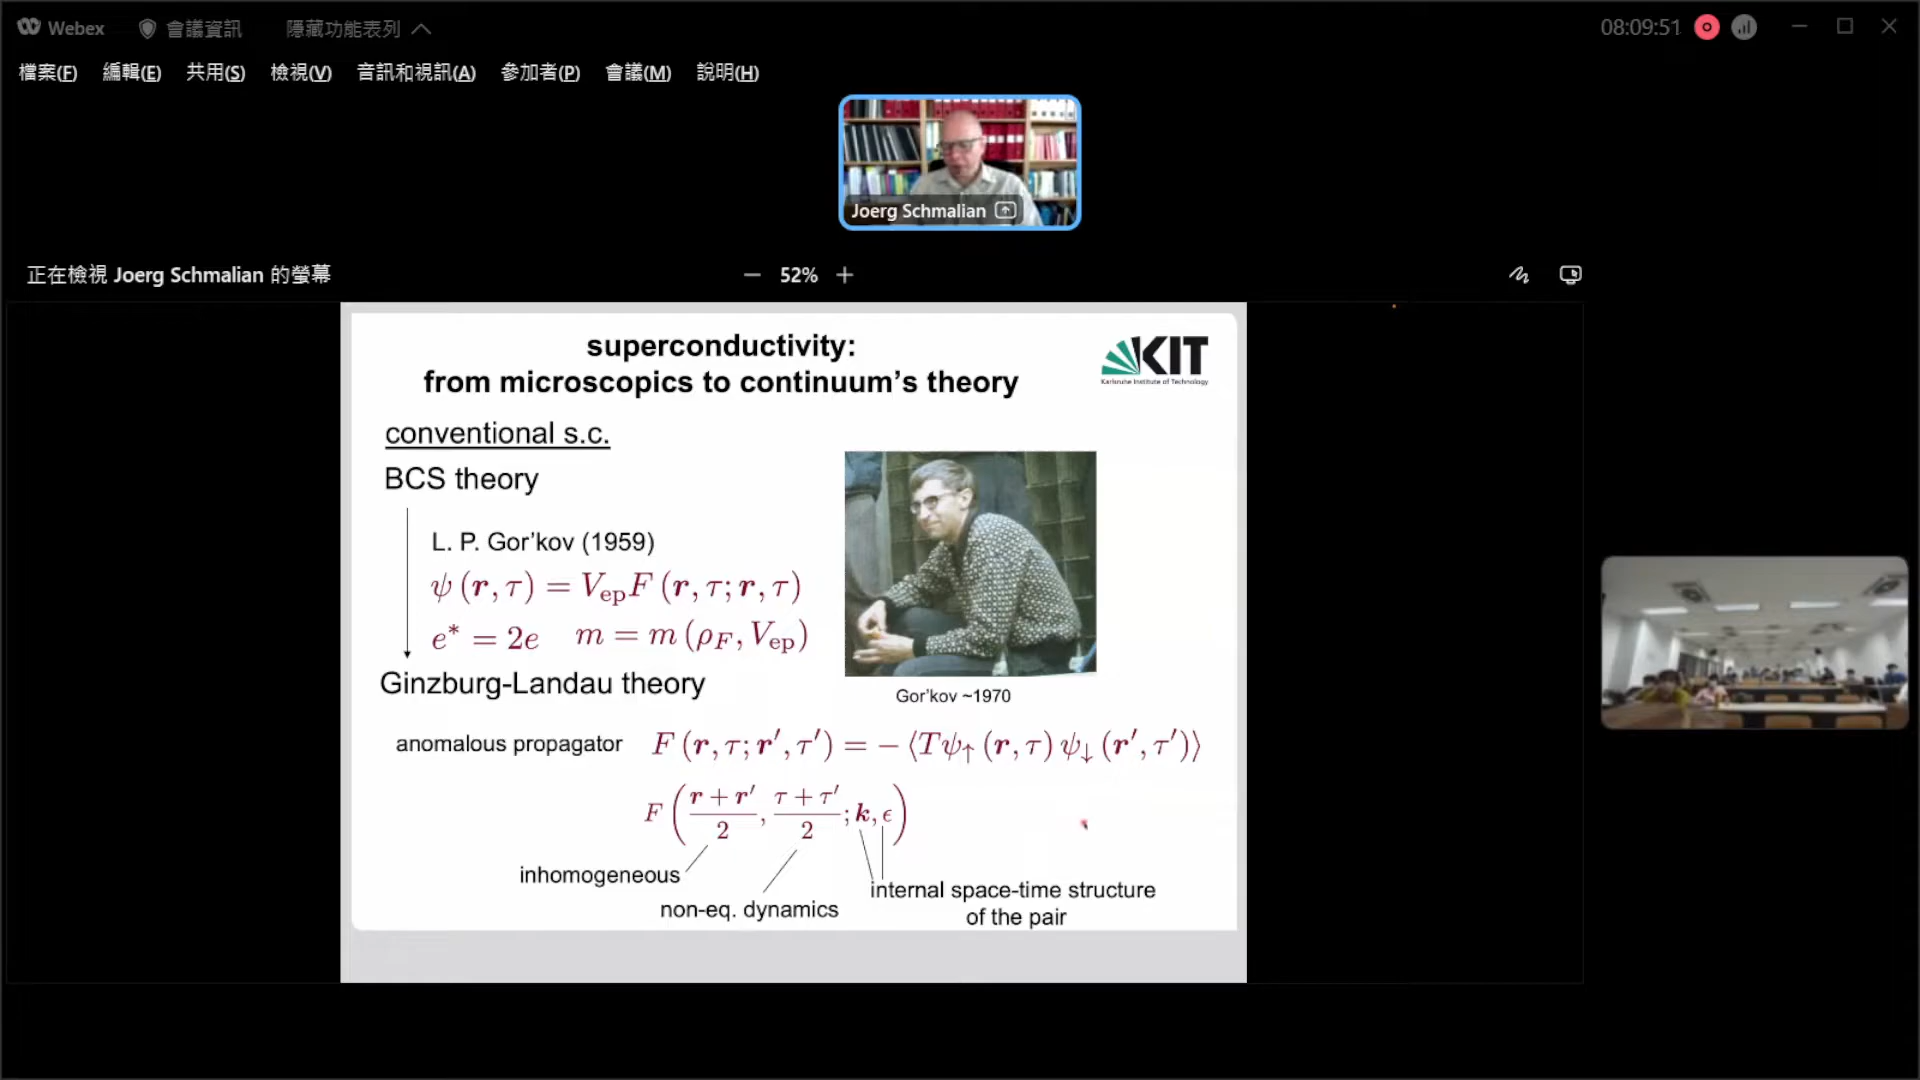 Webex 會議資訊 隱藏功能表列 08:09:51
檔案(F) 編輯(E) 共用(S) 檢視(V) 音訊和視訊(A) 參加者(P) 會議(M) 說明(H)
Joerg Schmalian
正在檢視 Joerg Schmalian 的螢幕
52%
superconductivity:
from microscopics to continuum's theory
KIT
Karlsruhe Institute of Technology
conventional s.c.
BCS theory
L. P. Gor'kov (1959)
ψ (r, τ) = V_ep F (r, τ; r, τ)
e* = 2e m = m (ρ_F, V_ep)
Ginzburg-Landau theory
Gor'kov ~1970
anomalous propagator F (r, τ; r′, τ′) = − ⟨Tψ↑ (r, τ) ψ↓ (r′, τ′)⟩
F ( (r + r′)/2, (τ + τ′)/2; k, ϵ )
inhomogeneous
non-eq. dynamics
internal space-time structure
of the pair